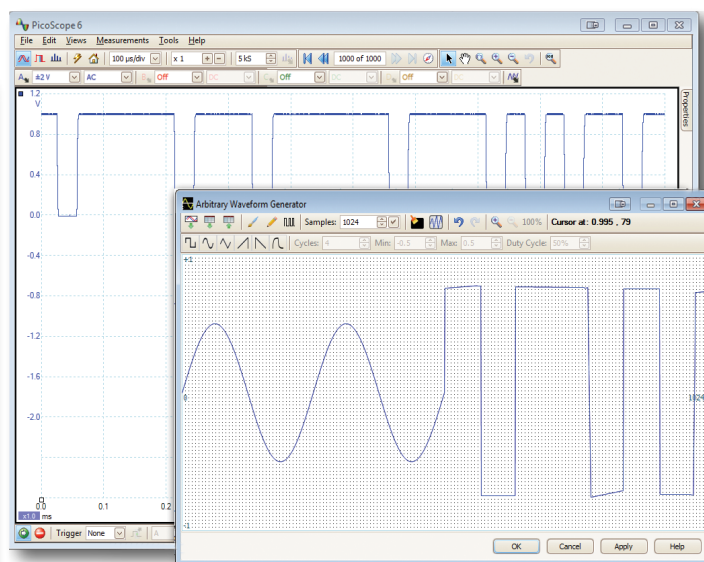 PicoScope 6
File Edit Views Measurements Tools Help
100 µs/div x 1 5 kS 1000 of 1000
A ±2 V AC B Off DC C Off DC D Off DC
1.2
V
0.8
0.4
0.0
-0.4
-0.8
-1.2
-1.6
-2.0
0.0 0.1 0.2
x1.0 ms
Trigger None A
Properties
Arbitrary Waveform Generator
Samples: 1024 100% Cursor at: 0.995 , 79
Cycles: 4 Min: -0.5 Max: 0.5 Duty Cycle: 50%
+1
0 1024
-1
OK Cancel Apply Help